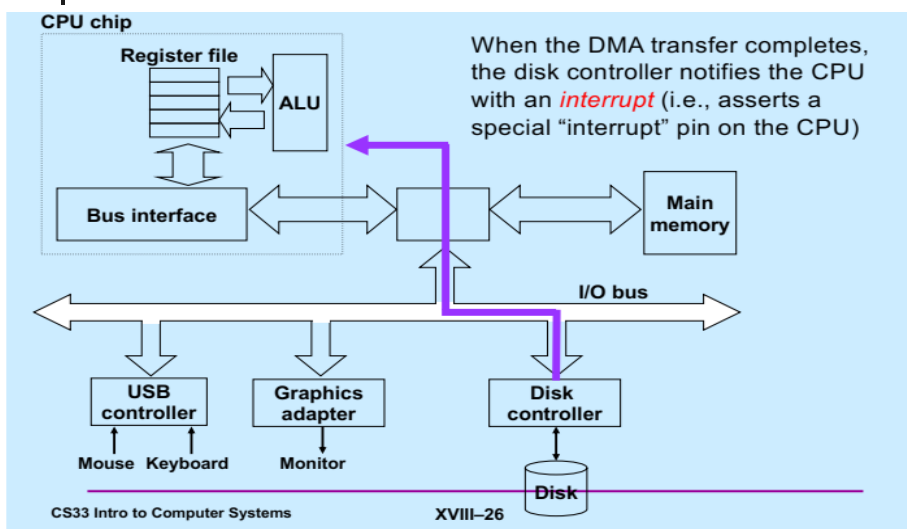 CPU chip
Register file
ALU
When the DMA transfer completes,
the disk controller notifies the CPU
with an interrupt (i.e., asserts a
special “interrupt” pin on the CPU)
Bus interface
Main
memory
I/O bus
USB
controller
Graphics
adapter
Disk
controller
Mouse Keyboard
Monitor
Disk
CS33 Intro to Computer Systems
XVIII–26